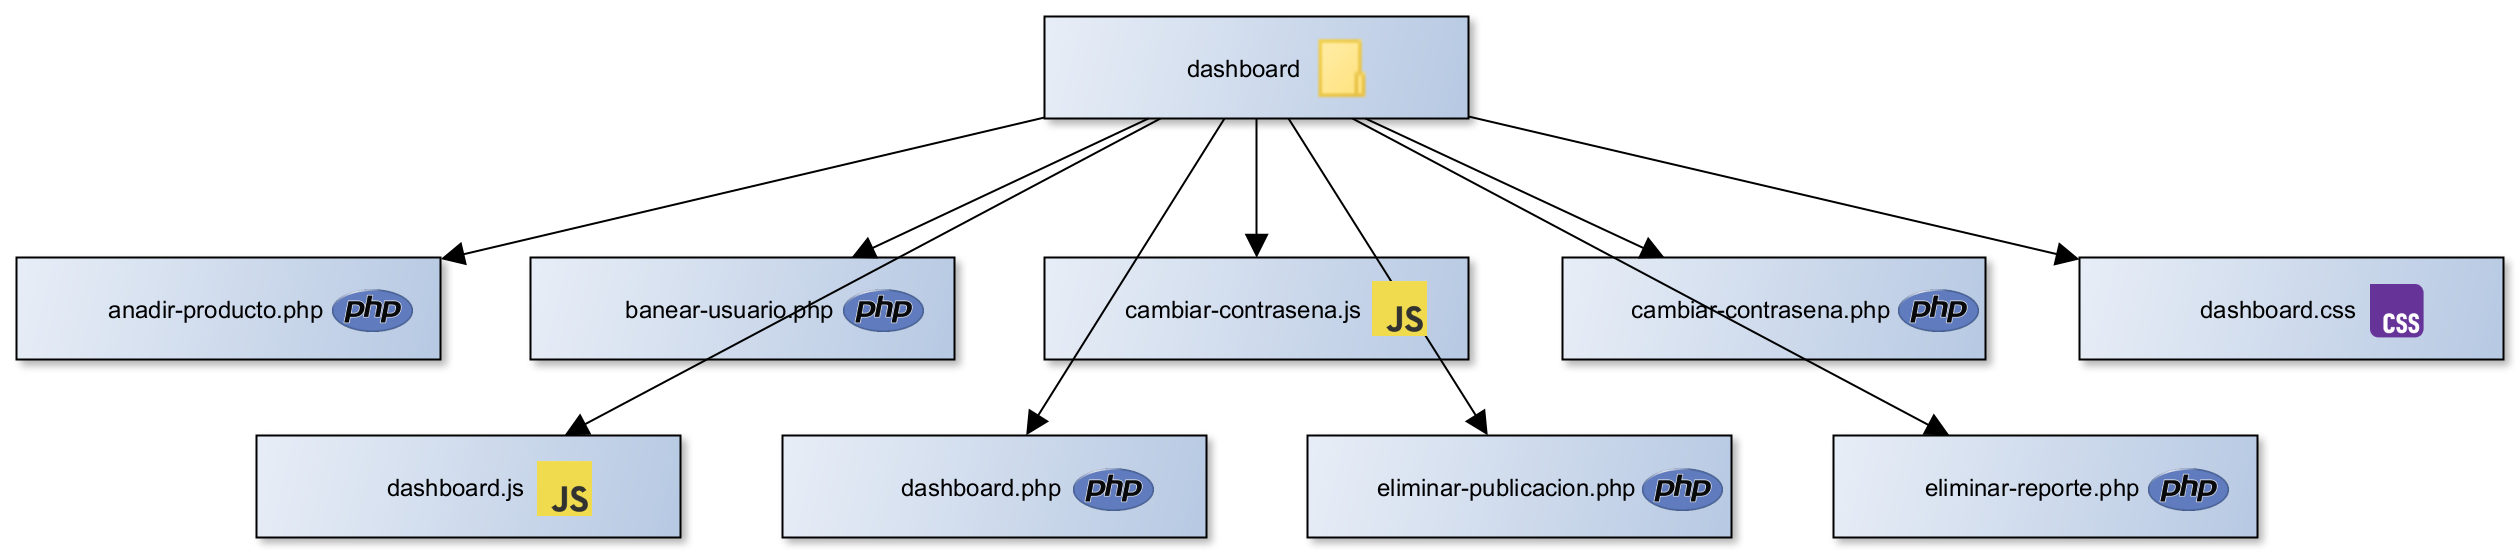 dashboard
anadir-producto.php php
banear-usuario.php php
cambiar-contrasena.js JS
cambiar-contrasena.php php
dashboard.css CSS
dashboard.js JS
dashboard.php php
eliminar-publicacion.php php
eliminar-reporte.php php